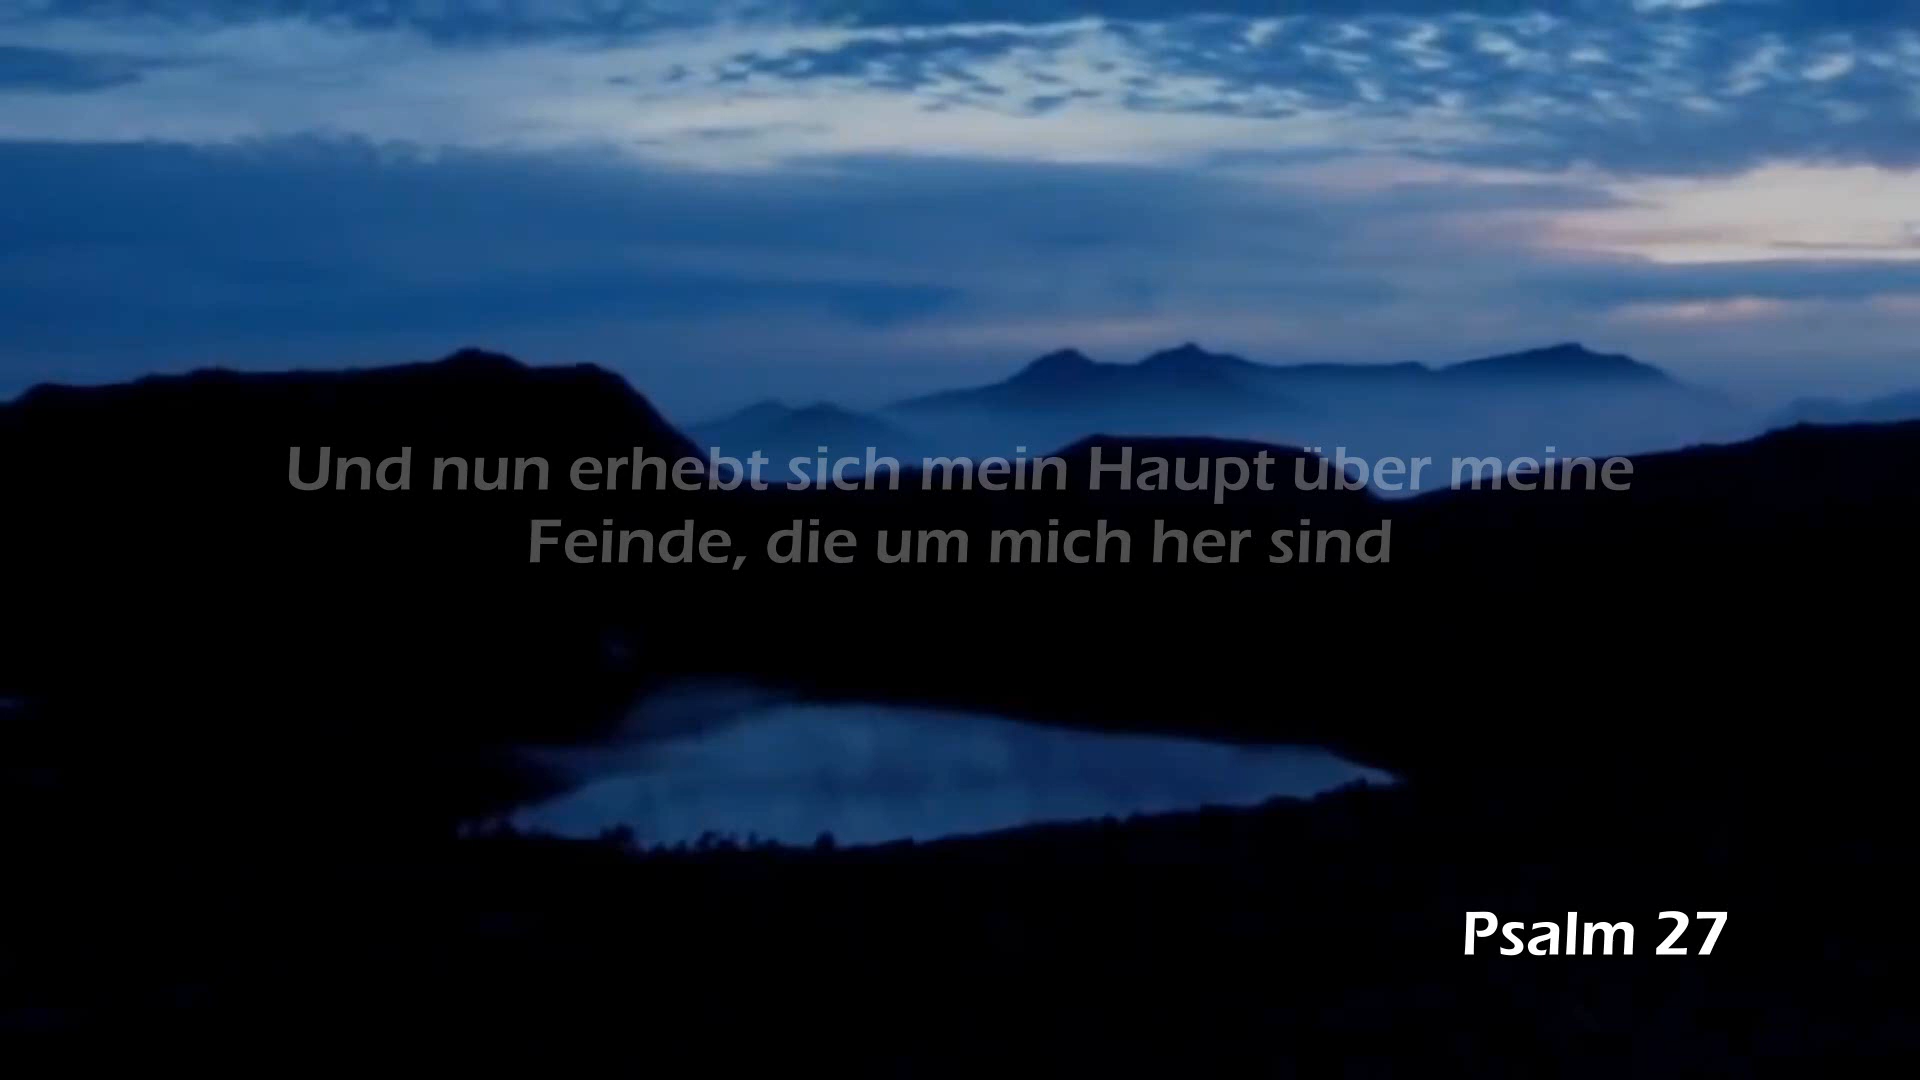 Und nun erhebt sich mein Haupt über meine
Feinde, die um mich her sind
Psalm 27